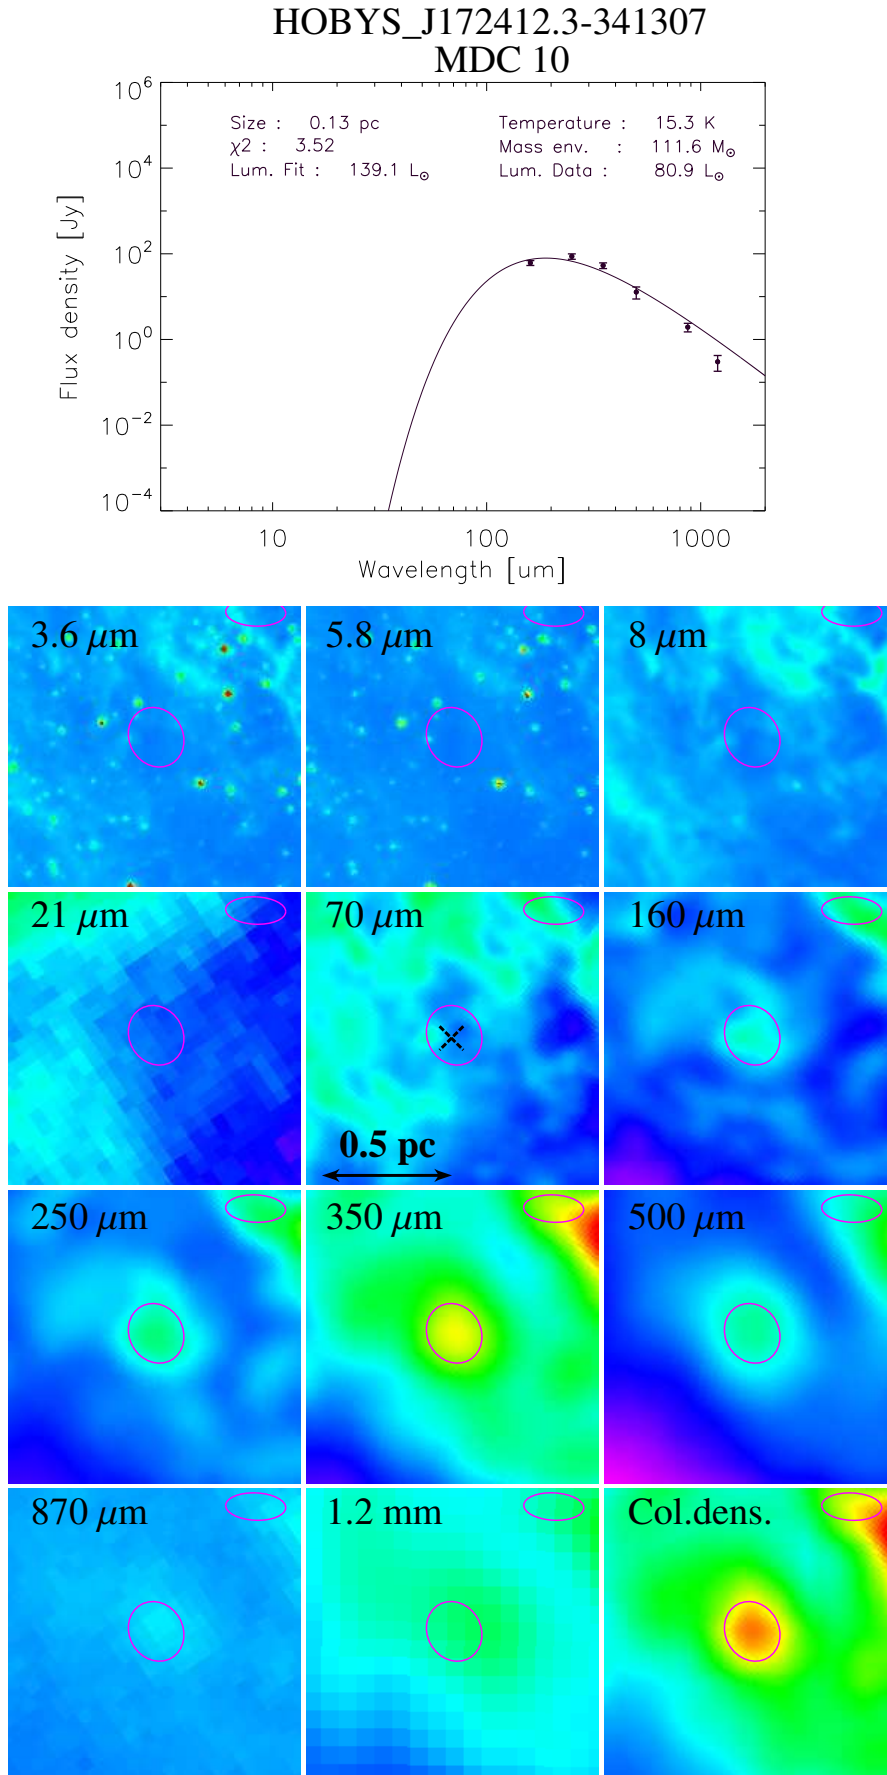 HOBYS_J172412.3-341307
MDC 10
Size : 0.13 pc
Temperature : 15.3 K
χ2 : 3.52
Mass env. : 111.6 M⊙
Lum. Fit : 139.1 L⊙
Lum. Data : 80.9 L⊙
10^6
10^4
10^2
10^0
10^-2
10^-4
Flux density [Jy]
10 100 1000
Wavelength [um]
3.6 μm 5.8 μm 8 μm
21 μm 70 μm 160 μm
0.5 pc
250 μm 350 μm 500 μm
870 μm 1.2 mm Col.dens.